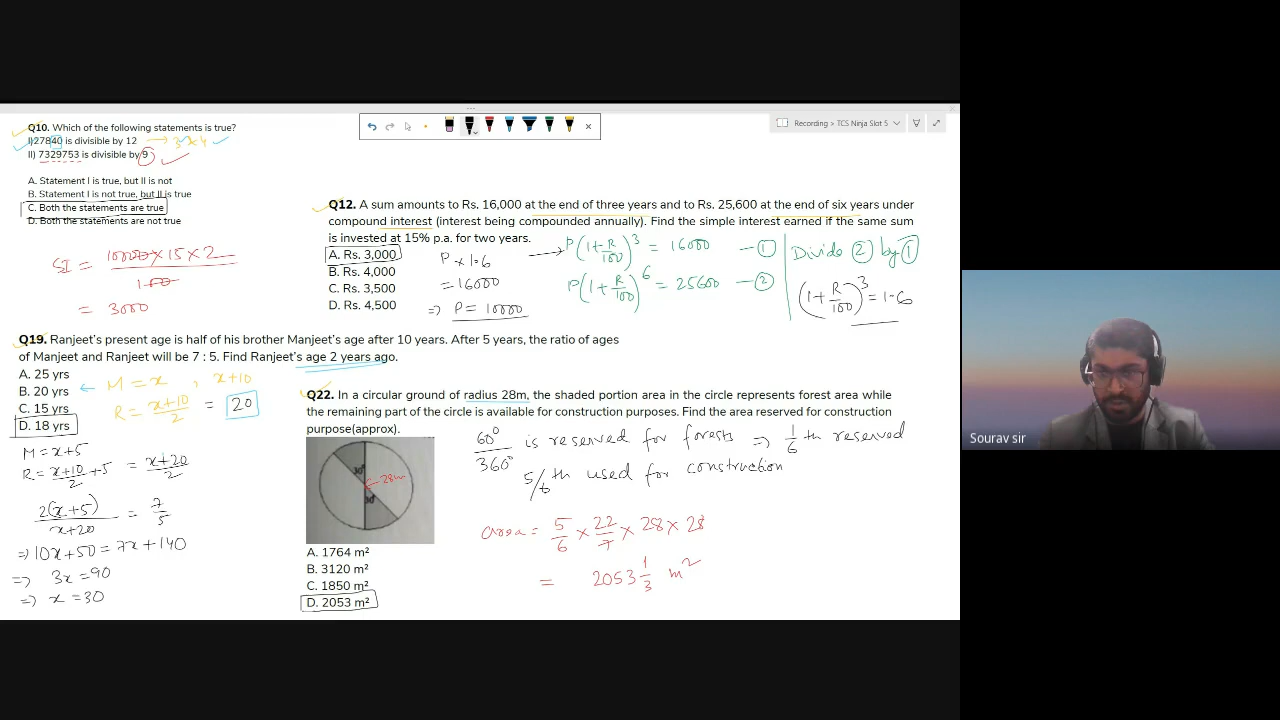 Recording > TCS Ninja Slot 5
Q10. Which of the following statements is true?
I)27840 is divisible by 12 → 3 x 4
II) 7329753 is divisible by 9
A. Statement I is true, but II is not
B. Statement I is not true, but II is true
C. Both the statements are true
D. Both the statements are not true
SI = 10000 × 15 × 2
100
= 3000
Q12. A sum amounts to Rs. 16,000 at the end of three years and to Rs. 25,600 at the end of six years under
compound interest (interest being compounded annually). Find the simple interest earned if the same sum
is invested at 15% p.a. for two years.
A. Rs. 3,000
B. Rs. 4,000
C. Rs. 3,500
D. Rs. 4,500
P × 1.6
= 16000
⇒ P = 10000
P(1+R/100)^3 = 16000 — ①
P(1+R/100)^6 = 25600 — ②
Divide ② by ①
(1+R/100)^3 = 1.6
Q19. Ranjeet's present age is half of his brother Manjeet's age after 10 years. After 5 years, the ratio of ages
of Manjeet and Ranjeet will be 7 : 5. Find Ranjeet's age 2 years ago.
A. 25 yrs
B. 20 yrs
C. 15 yrs
D. 18 yrs
M = x , x+10
R = x+10/2 = 20
M = x+5
R = x+10/2 + 5 = x+20/2
2(x+5)/x+20 = 7/5
⇒ 10x+50 = 7x+140
⇒ 3x = 90
⇒ x = 30
Q22. In a circular ground of radius 28m, the shaded portion area in the circle represents forest area while
the remaining part of the circle is available for construction purposes. Find the area reserved for construction
purpose(approx).
30°
28m
30°
A. 1764 m²
B. 3120 m²
C. 1850 m²
D. 2053 m²
60°/360° is reserved for forests ⇒ 1/6 th reserved
5/6 th used for construction
area = 5/6 × 22/7 × 28 × 28
= 2053 1/3 m²
Sourav sir